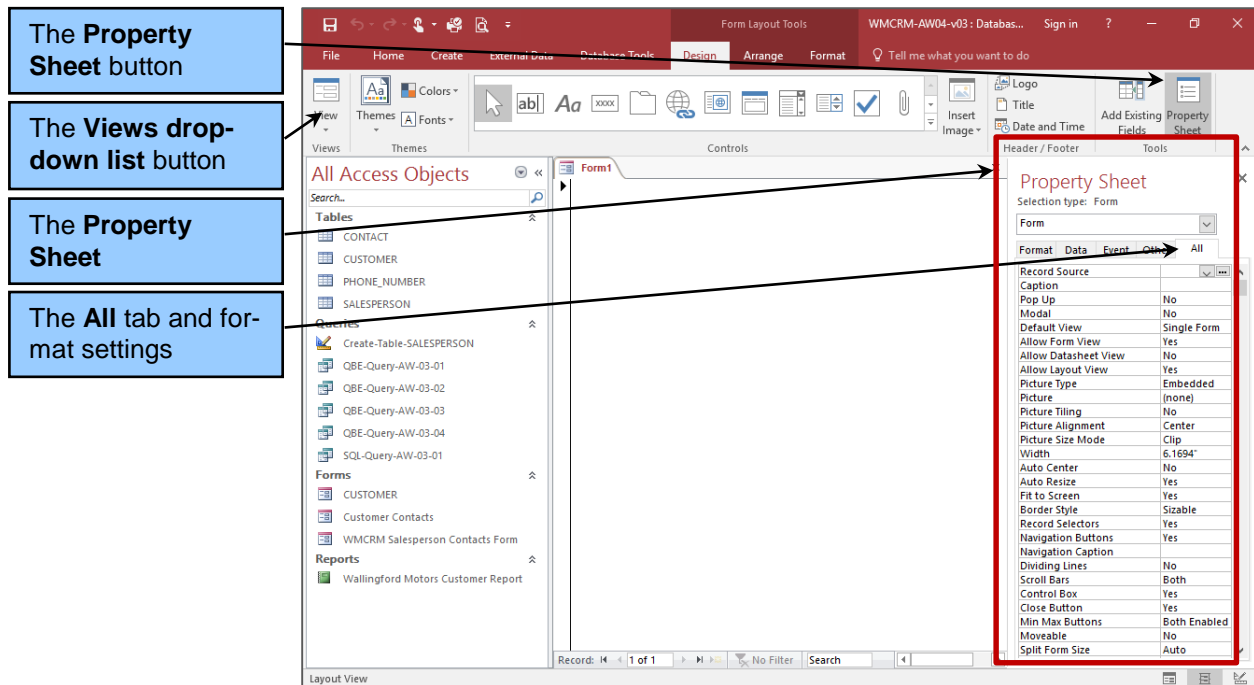 The Property
Sheet button
The Views drop-
down list button
The Property
Sheet
The All tab and for-
mat settings
Form Layout Tools
WMCRM-AW04-v03 : Databas...
Sign in
?
File Home Create External Data Database Tools Design Arrange Format Tell me what you want to do
View
Themes
Aa
Colors
A Fonts
ab|
Aa
xxxx
Insert
Image
Logo
Title
Date and Time
Add Existing
Fields
Property
Sheet
Views Themes Controls Header / Footer Tools
All Access Objects
Search...
Tables
CONTACT
CUSTOMER
PHONE_NUMBER
SALESPERSON
Queries
Create-Table-SALESPERSON
QBE-Query-AW-03-01
QBE-Query-AW-03-02
QBE-Query-AW-03-03
QBE-Query-AW-03-04
SQL-Query-AW-03-01
Forms
CUSTOMER
Customer Contacts
WMCRM Salesperson Contacts Form
Reports
Wallingford Motors Customer Report
Form1
Property Sheet
Selection type: Form
Form
Format Data Event Other All
Record Source
Caption
Pop Up No
Modal No
Default View Single Form
Allow Form View Yes
Allow Datasheet View No
Allow Layout View Yes
Picture Type Embedded
Picture (none)
Picture Tiling No
Picture Alignment Center
Picture Size Mode Clip
Width 6.1694"
Auto Center No
Auto Resize Yes
Fit to Screen Yes
Border Style Sizable
Record Selectors Yes
Navigation Buttons Yes
Navigation Caption
Dividing Lines No
Scroll Bars Both
Control Box Yes
Close Button Yes
Min Max Buttons Both Enabled
Moveable No
Split Form Size Auto
Record: 1 of 1 No Filter Search
Layout View